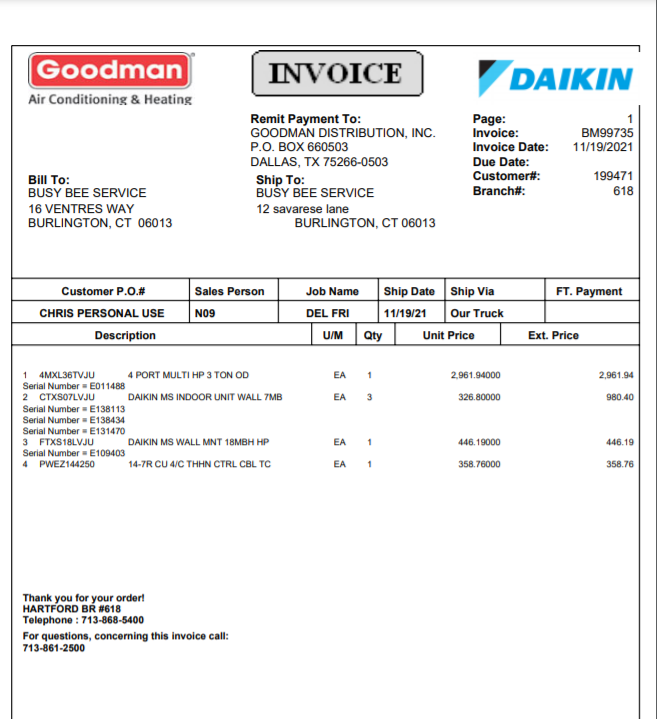 Goodman
Air Conditioning & Heating
INVOICE
DAIKIN
Remit Payment To:
GOODMAN DISTRIBUTION, INC.
P.O. BOX 660503
DALLAS, TX 75266-0503
Page: 1
Invoice: BM99735
Invoice Date: 11/19/2021
Due Date:
Customer#: 199471
Branch#: 618
Bill To:
BUSY BEE SERVICE
16 VENTRES WAY
BURLINGTON, CT 06013
Ship To:
BUSY BEE SERVICE
12 savarese lane
BURLINGTON, CT 06013
Customer P.O.# Sales Person Job Name Ship Date Ship Via FT. Payment
CHRIS PERSONAL USE N09 DEL FRI 11/19/21 Our Truck
Description U/M Qty Unit Price Ext. Price
1 4MXL36TVJU 4 PORT MULTI HP 3 TON OD EA 1 2,961.94000 2,961.94
Serial Number = E011488
2 CTXS07LVJU DAIKIN MS INDOOR UNIT WALL 7MB EA 3 326.80000 980.40
Serial Number = E138113
Serial Number = E138434
Serial Number = E131470
3 FTXS18LVJU DAIKIN MS WALL MNT 18MBH HP EA 1 446.19000 446.19
Serial Number = E109403
4 PWEZ144250 14-7R CU 4/C THHN CTRL CBL TC EA 1 358.76000 358.76
Thank you for your order!
HARTFORD BR #618
Telephone : 713-868-5400
For questions, concerning this invoice call:
713-861-2500